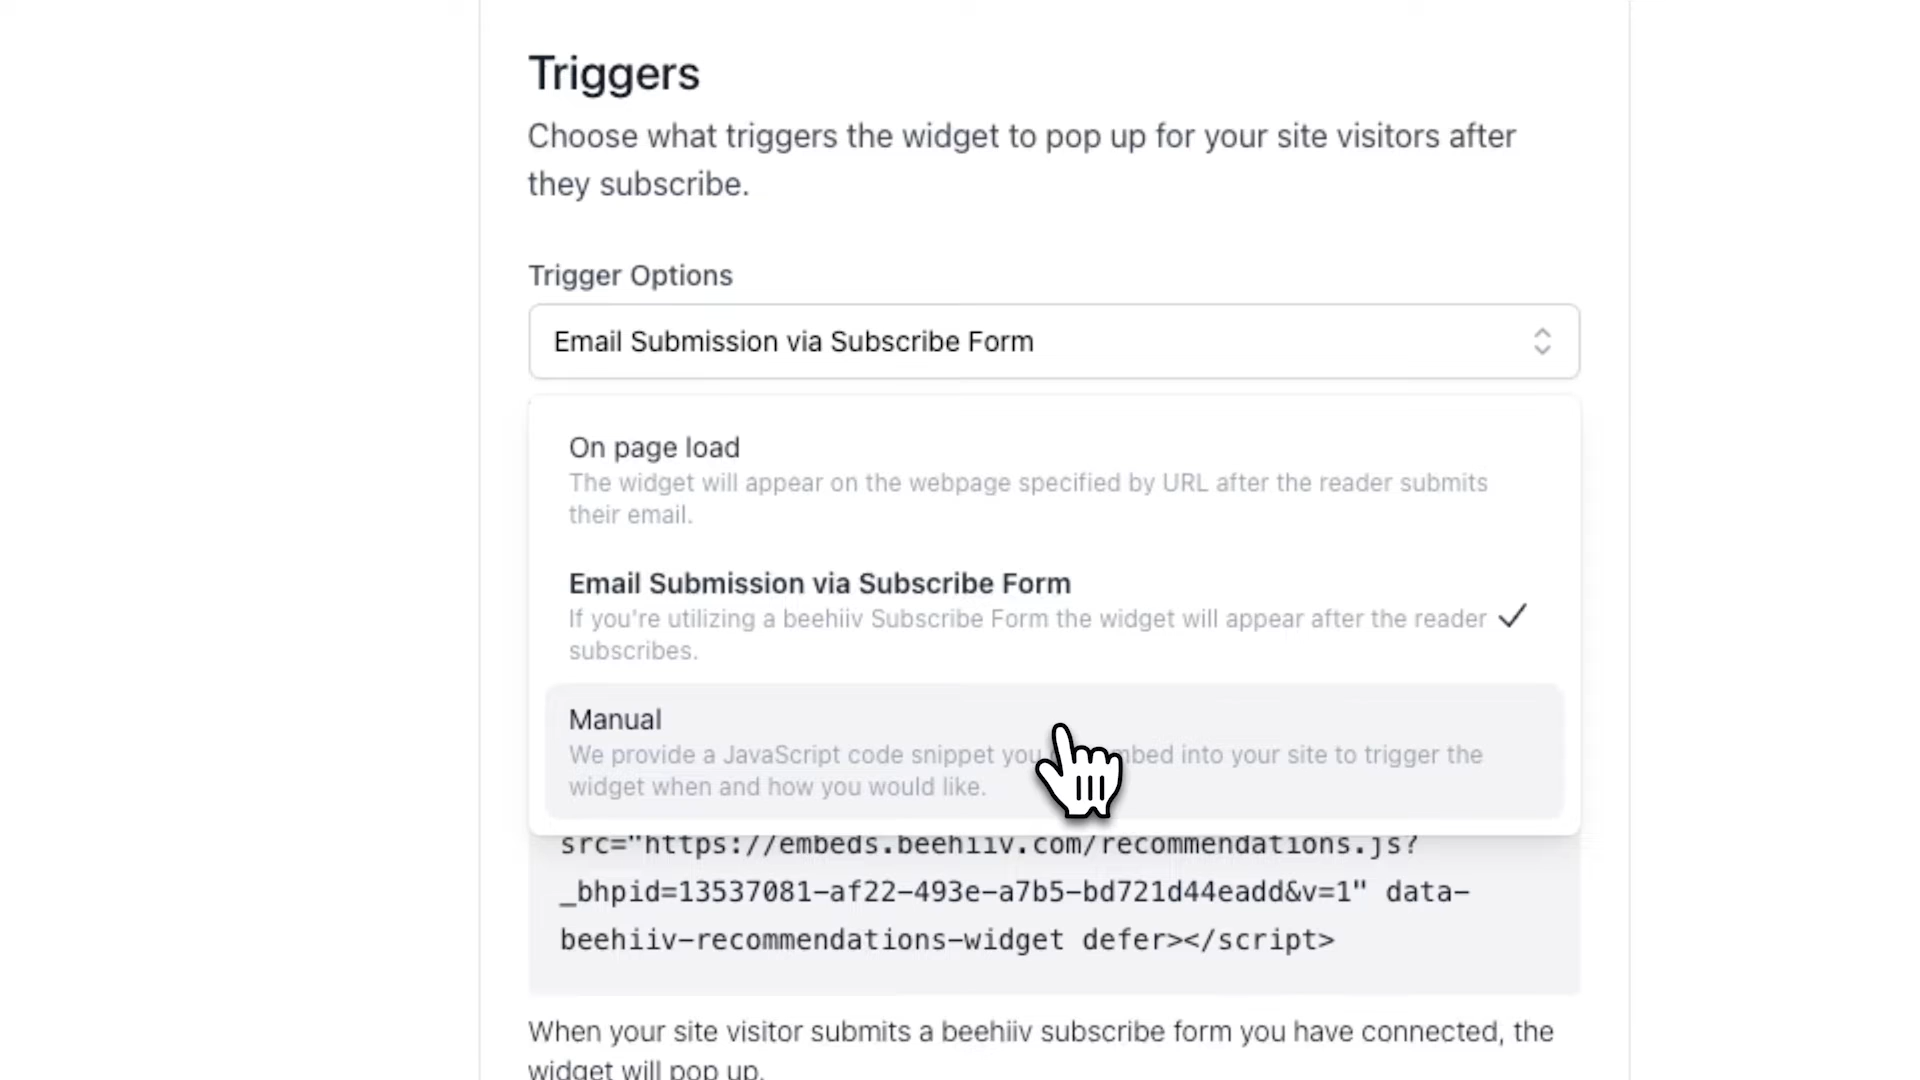 Triggers
Choose what triggers the widget to pop up for your site visitors after
they subscribe.
Trigger Options
Email Submission via Subscribe Form
On page load
The widget will appear on the webpage specified by URL after the reader submits
their email.
Email Submission via Subscribe Form
If you're utilizing a beehiiv Subscribe Form the widget will appear after the reader
subscribes.
Manual
We provide a JavaScript code snippet you into your site to trigger the
widget when and how you would like.
src="https://embeds.beehiiv.com/recommendations.js?
_bhpid=13537081-af22-493e-a7b5-bd721d44eadd&v=1" data-
beehiiv-recommendations-widget defer></script>
When your site visitor submits a beehiiv subscribe form you have connected, the
widget will pop up.